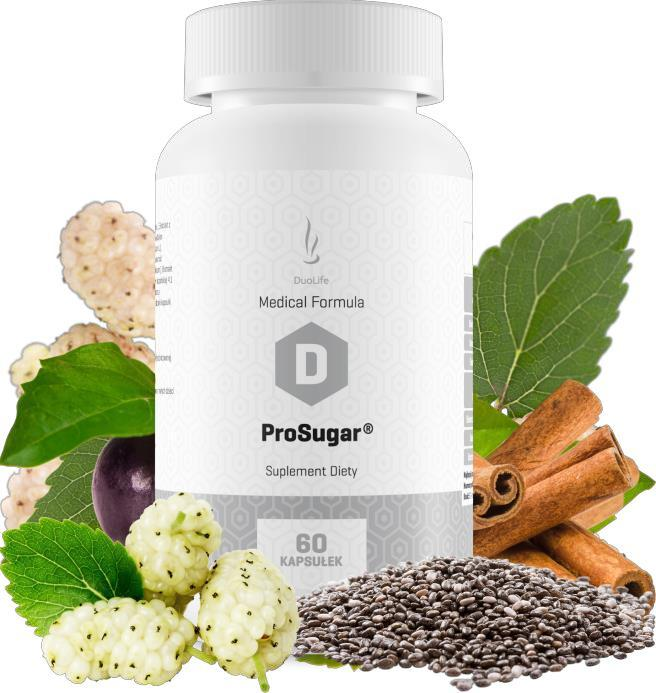 DuoLife
Medical Formula
D
ProSugar®
Suplement Diety
60
KAPSUŁEK